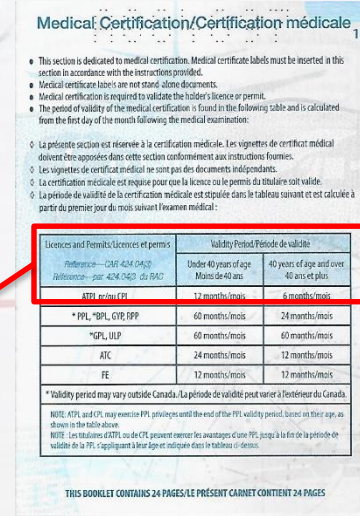 Medical Certification/Certification médicale
1
• This section is dedicated to medical certification. Medical certificate labels must be inserted in this
section in accordance with the instructions provided.
• Medical certificate labels are not stand-alone documents.
• Medical certification is required to validate the holder's licence or permit.
• The period of validity of the medical certification is found in the following table and is calculated
from the first day of the month following the medical examination:
◊ La présente section est réservée à la certification médicale. Les vignettes de certificat médical
doivent être apposées dans cette section conformément aux instructions fournies.
◊ Les vignettes de certificat médical ne sont pas des documents indépendants.
◊ La certification médicale est requise pour que la licence ou le permis du titulaire soit valide.
◊ La période de validité de la certification médicale est stipulée dans le tableau suivant et est calculée à
partir du premier jour du mois suivant l'examen médical :
Licences and Permits/Licences et permis
Validity Period/Période de validité
Reference—CAR 424.04(3)
Référence—par. 424.04(3) du RAC
Under 40 years of age
Moins de 40 ans
40 years of age and over
40 ans et plus
ATPL or/ou CPL 12 months/mois 6 months/mois
* PPL, *BPL, GYP, RPP 60 months/mois 24 months/mois
*GPL, ULP 60 months/mois 60 months/mois
ATC 24 months/mois 12 months/mois
FE 12 months/mois 12 months/mois
* Validity period may vary outside Canada./La période de validité peut varier à l'extérieur du Canada.
NOTE: ATPL and CPL may exercise PPL privileges until the end of the PPL validity period, based on their age, as
shown in the table above.
NOTE : Les titulaires d'ATPL ou de CPL peuvent exercer les avantages d'une PPL jusqu'à la fin de la période de
validité de la PPL s'appliquant à leur âge et indiquée dans le tableau ci-dessus.
THIS BOOKLET CONTAINS 24 PAGES/LE PRÉSENT CARNET CONTIENT 24 PAGES